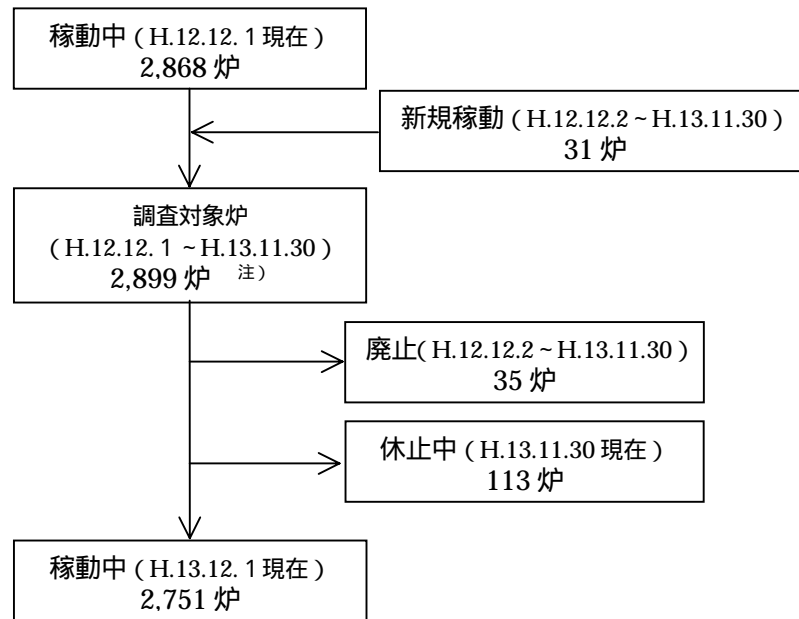 稼動中（H.12.12.１現在）
2,868 炉
新規稼動（H.12.12.2～H.13.11.30）
31 炉
調査対象炉
（H.12.12.１～H.13.11.30）
2,899 炉 注）
廃止（H.12.12.2～H.13.11.30）
35 炉
休止中（H.13.11.30 現在）
113 炉
稼動中（H.13.12.１現在）
2,751 炉